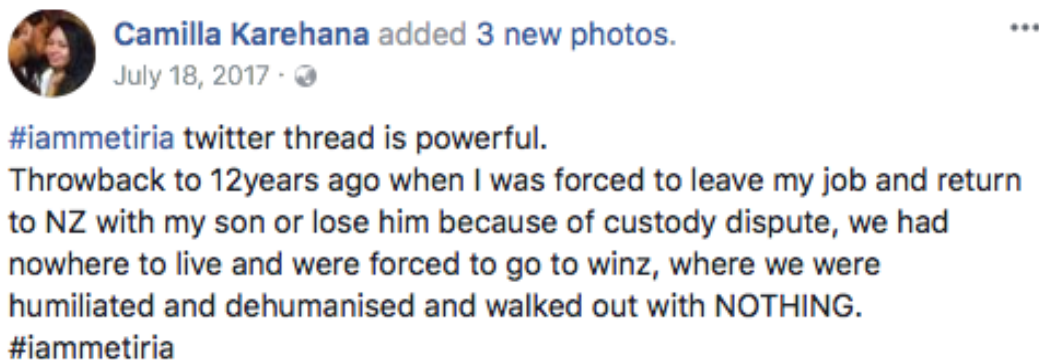 Camilla Karehana added 3 new photos.
July 18, 2017 ·
#iammetiria twitter thread is powerful.
Throwback to 12years ago when I was forced to leave my job and return
to NZ with my son or lose him because of custody dispute, we had
nowhere to live and were forced to go to winz, where we were
humiliated and dehumanised and walked out with NOTHING.
#iammetiria